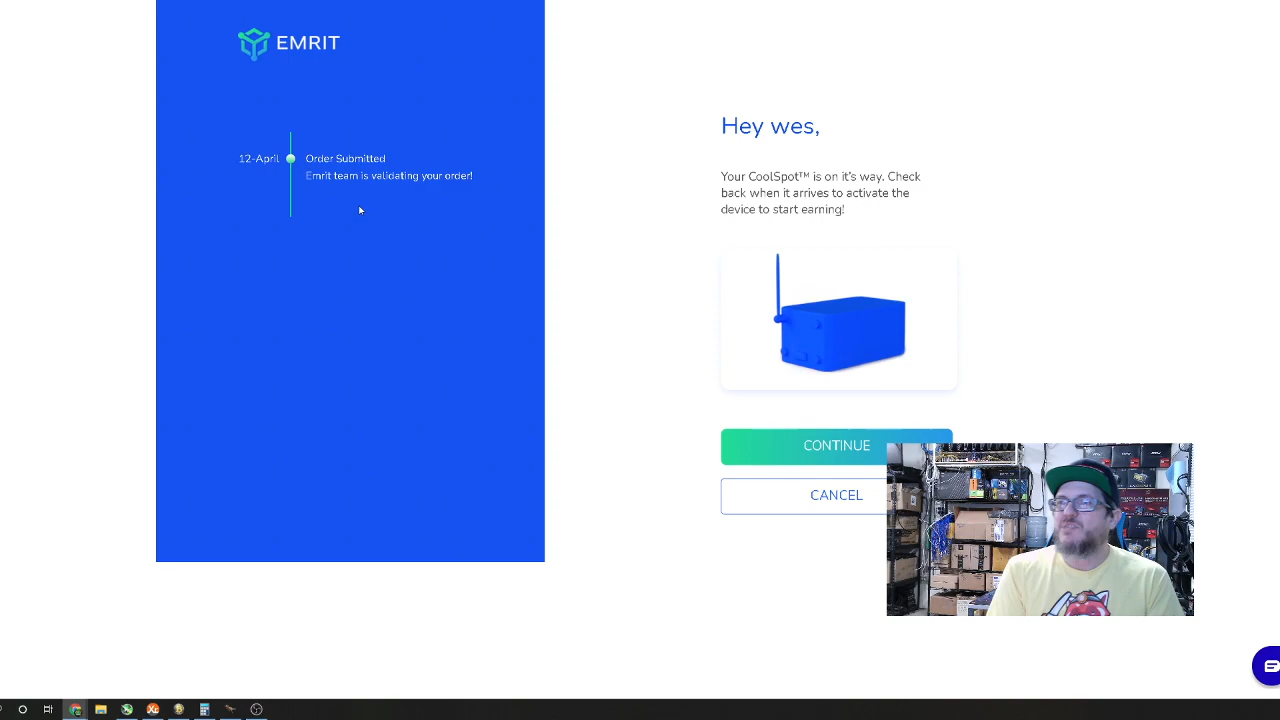 EMRIT
12-April
Order Submitted
Emrit team is validating your order!
Hey wes,
Your CoolSpot™ is on it's way. Check
back when it arrives to activate the
device to start earning!
CONTINUE
CANCEL